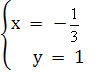 x = −1/3
y = 1